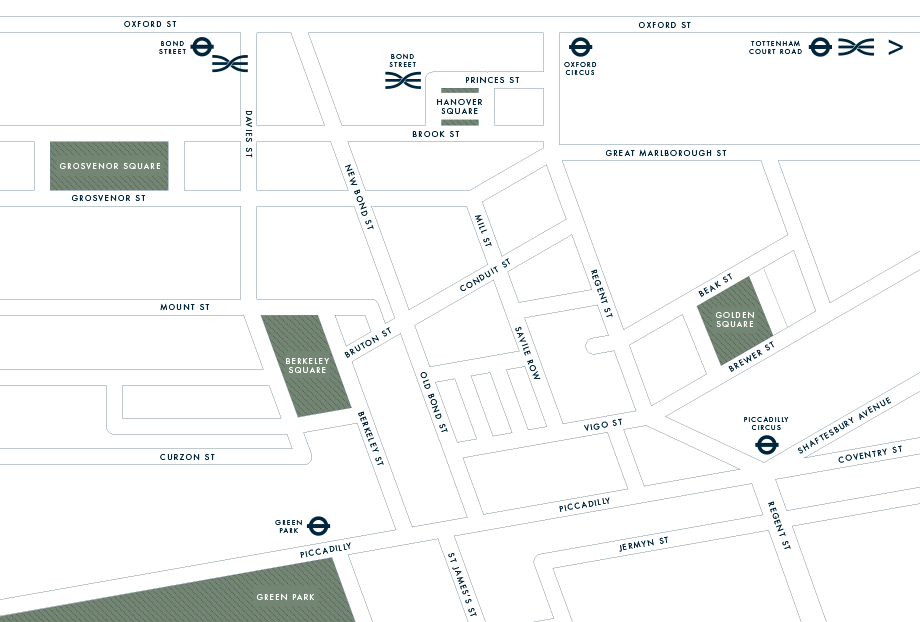 OXFORD ST
OXFORD ST
BOND
STREET
BOND
STREET
OXFORD
CIRCUS
TOTTENHAM
COURT ROAD
>
PRINCES ST
HANOVER
SQUARE
DAVIES ST
BROOK ST
GREAT MARLBOROUGH ST
GROSVENOR SQUARE
GROSVENOR ST
NEW BOND ST
MILL ST
CONDUIT ST
REGENT ST
BEAK ST
MOUNT ST
GOLDEN
SQUARE
BREWER ST
BRUTON ST
SAVILE ROW
BERKELEY
SQUARE
OLD BOND ST
BERKELEY ST
VIGO ST
PICCADILLY
CIRCUS
SHAFTESBURY AVENUE
COVENTRY ST
CURZON ST
PICCADILLY
REGENT ST
GREEN
PARK
PICCADILLY
JERMYN ST
ST JAMES'S ST
GREEN PARK